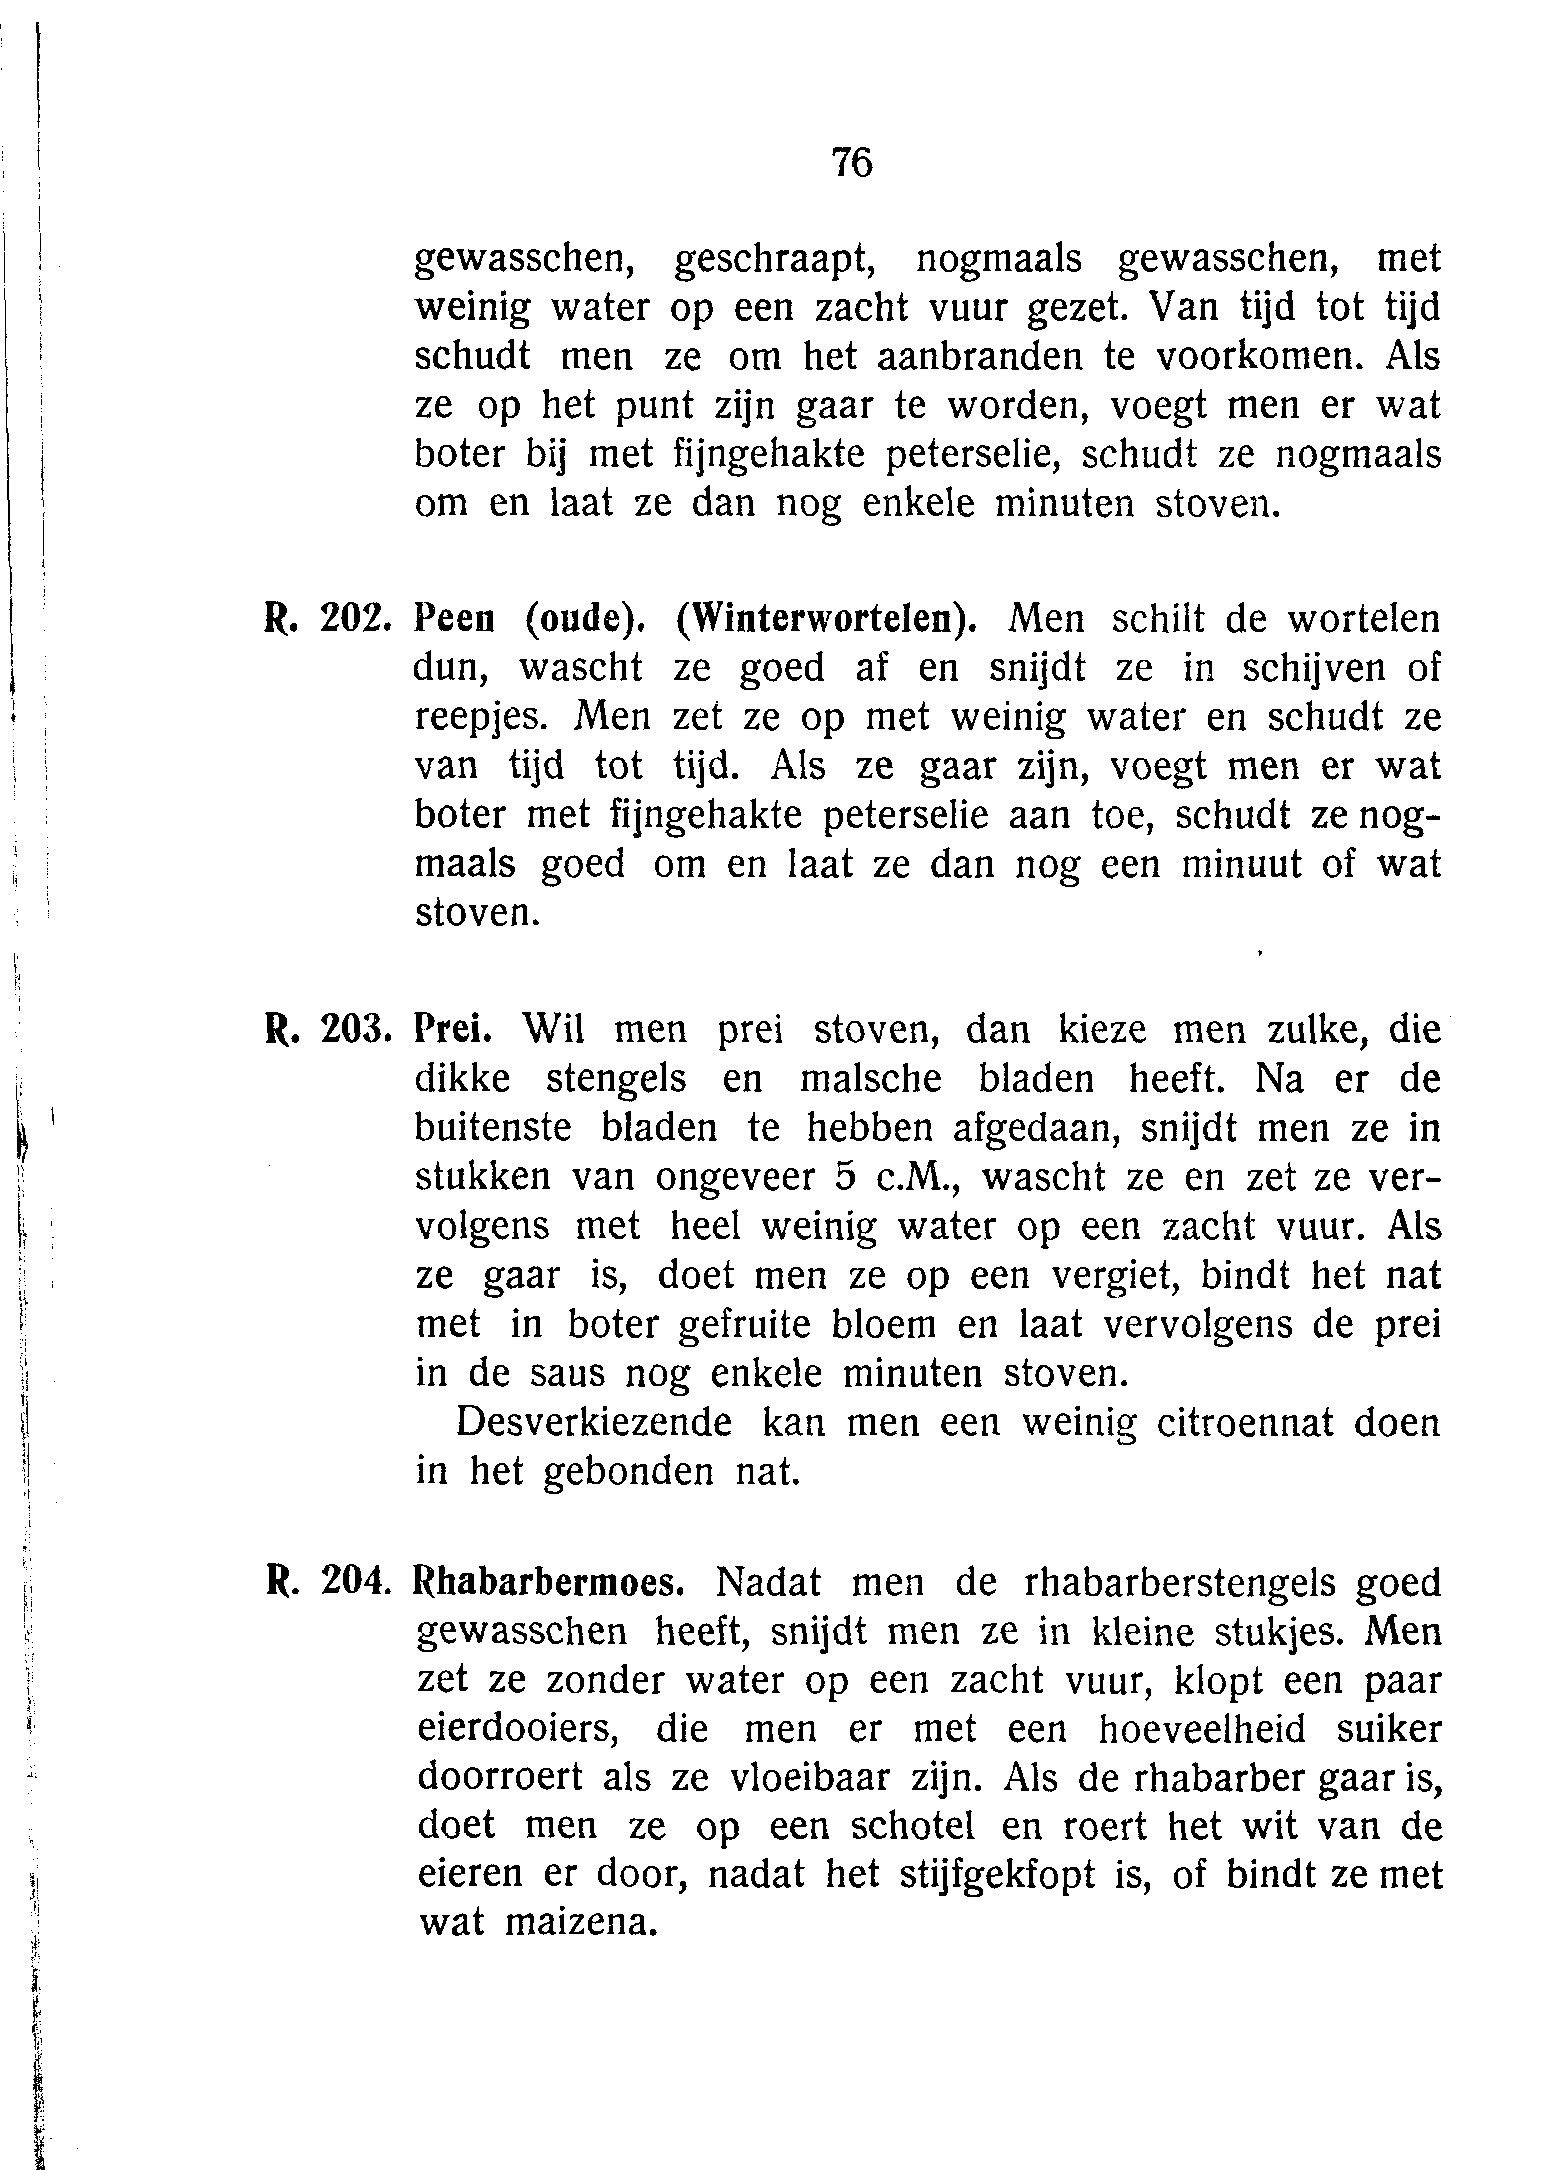 76
gewasschen, geschraapt, nogmaals gewasschen, met
weinig water op een zacht vuur gezet. Van tijd tot tijd
schudt men ze om het aanbranden te voorkomen. Als
ze op het punt zijn gaar te worden, voegt men er wat
boter bij met fijngehakte peterselie, schudt ze nogmaals
om en laat ze dan nog enkele minuten stoven.
R. 202. Peen (oude). (Winterwortelen). Men schilt de wortelen
dun, wascht ze goed af en snijdt ze in schijven of
reepjes. Men zet ze op met weinig water en schudt ze
van tijd tot tijd. Als ze gaar zijn, voegt men er wat
boter met fijngehakte peterselie aan toe, schudt ze nog-
maals goed om en laat ze dan nog een minuut of wat
stoven.
R. 203. Prei. Wil men prei stoven, dan kieze men zulke, die
dikke stengels en malsche bladen heeft. Na er de
buitenste bladen te hebben afgedaan, snijdt men ze in
stukken van ongeveer 5 c.M., wascht ze en zet ze ver-
volgens met heel weinig water op een zacht vuur. Als
ze gaar is, doet men ze op een vergiet, bindt het nat
met in boter gefruite bloem en laat vervolgens de prei
in de saus nog enkele minuten stoven.
Desverkiezende kan men een weinig citroennat doen
in het gebonden nat.
R. 204. Rhabarbermoes. Nadat men de rhabarberstengels goed
gewasschen heeft, snijdt men ze in kleine stukjes. Men
zet ze zonder water op een zacht vuur, klopt een paar
eierdooiers, die men er met een hoeveelheid suiker
doorroert als ze vloeibaar zijn. Als de rhabarber gaar is,
doet men ze op een schotel en roert het wit van de
eieren er door, nadat het stijfgekfopt is, of bindt ze met
wat maizena.